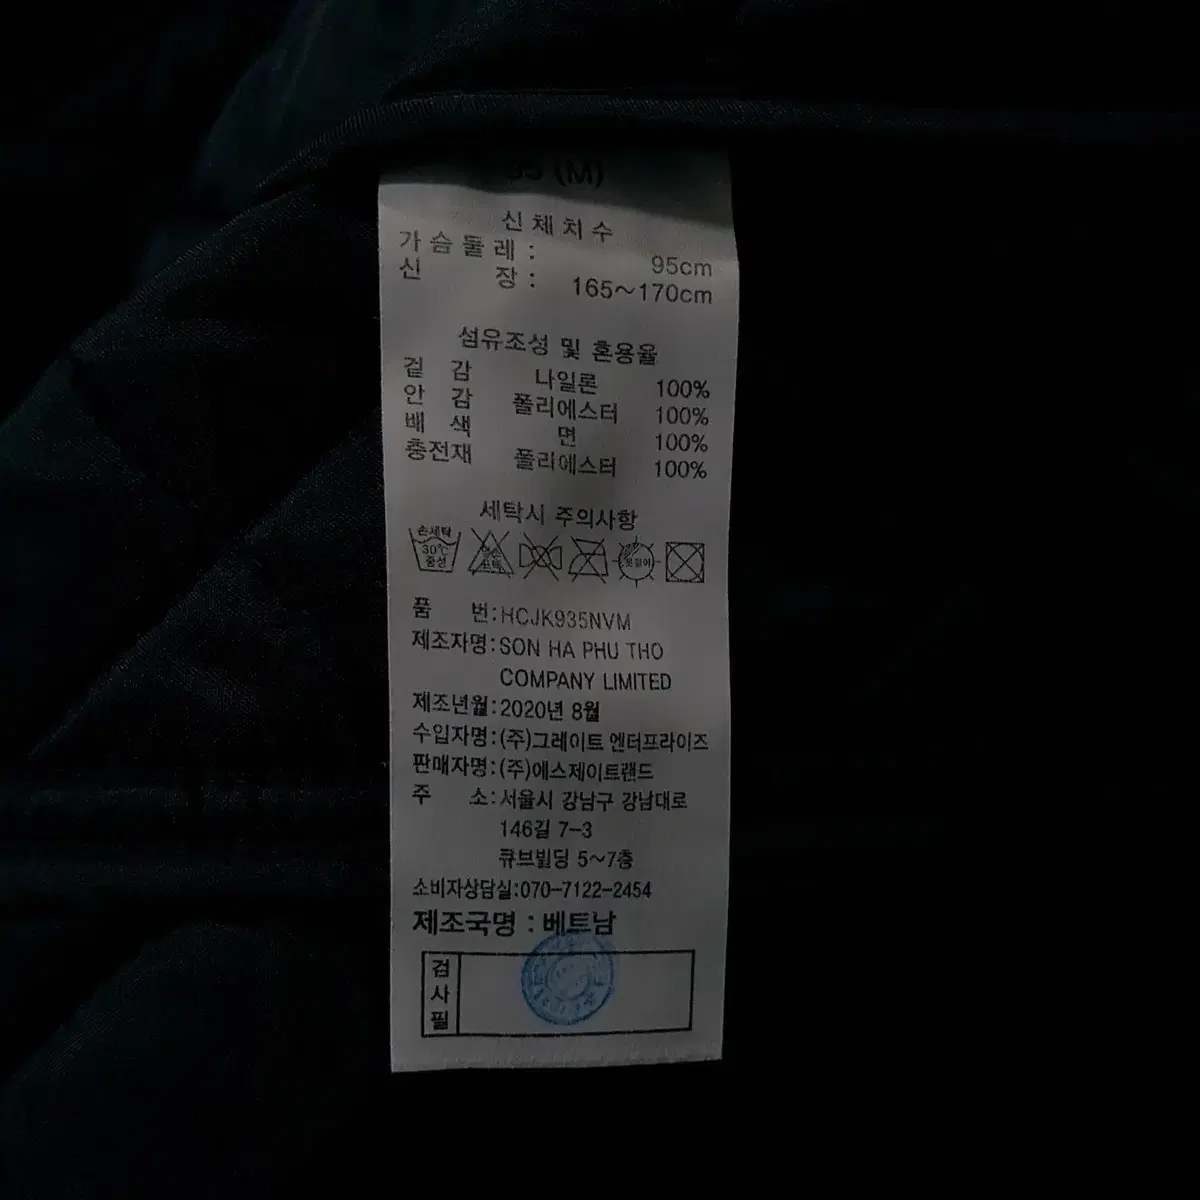 95 (M)
신체치수
가슴둘레: 95cm
신 장: 165~170cm
섬유조성 및 혼용율
겉 감 나일론 100%
안 감 폴리에스터 100%
배 색 면 100%
충전재 폴리에스터 100%
세탁시 주의사항
손세탁
30℃
중성
품 번:HCJK935NVM
제조자명:SON HA PHU THO
COMPANY LIMITED
제조년월:2020년 8월
수입자명:(주)그레이트 엔터프라이즈
판매자명:(주)에스제이트랜드
주 소:서울시 강남구 강남대로
146길 7-3
큐브빌딩 5~7층
소비자상담실:070-7122-2454
제조국명 : 베트남
검사필